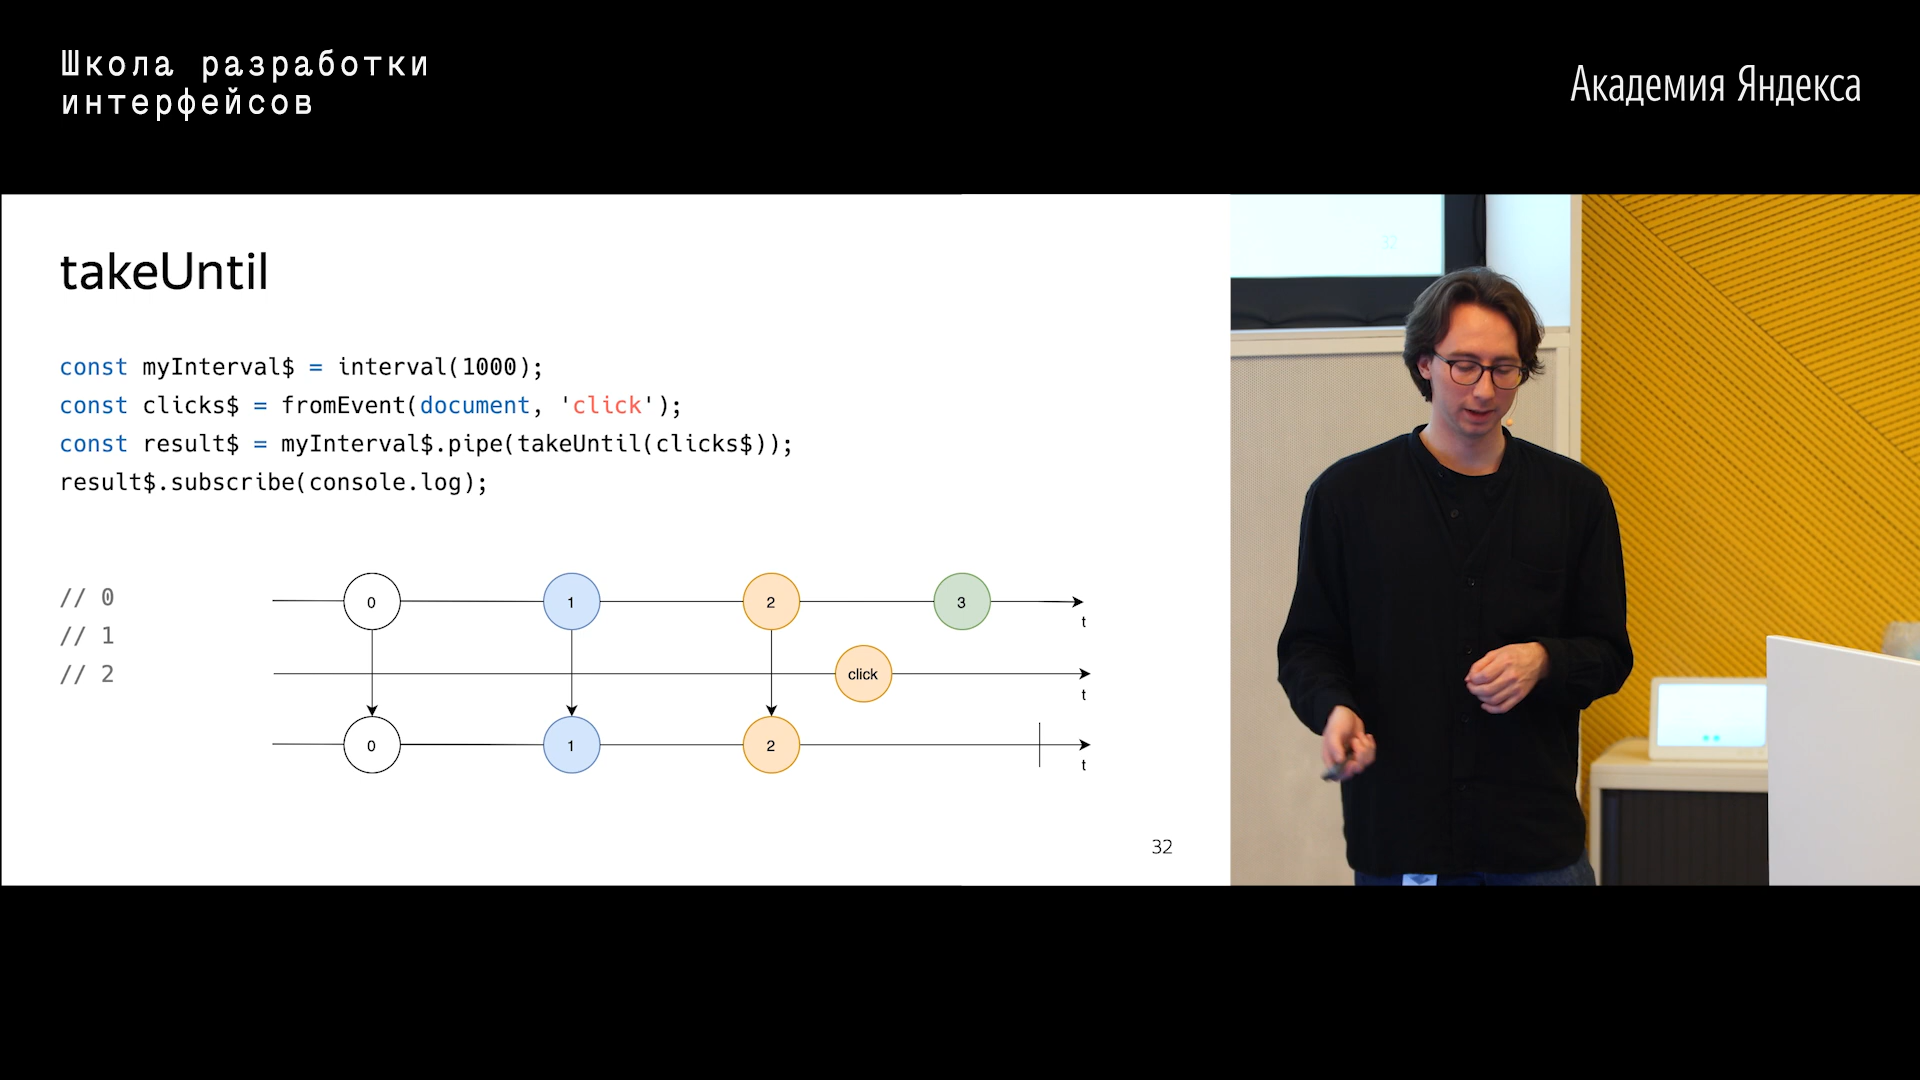 Школа разработки
интерфейсов
Академия Яндекса
takeUntil
const myInterval$ = interval(1000);
const clicks$ = fromEvent(document, 'click');
const result$ = myInterval$.pipe(takeUntil(clicks$));
result$.subscribe(console.log);
// 0
// 1
// 2
0 1 2 3
t
click
t
0 1 2
t
32
32